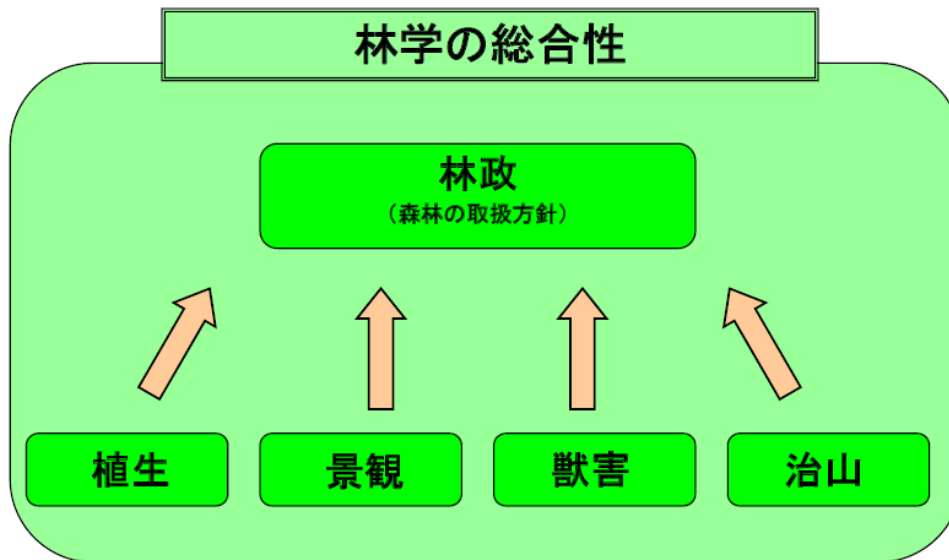 林学の総合性
林政
（森林の取扱方針）
植生
景観
獣害
治山